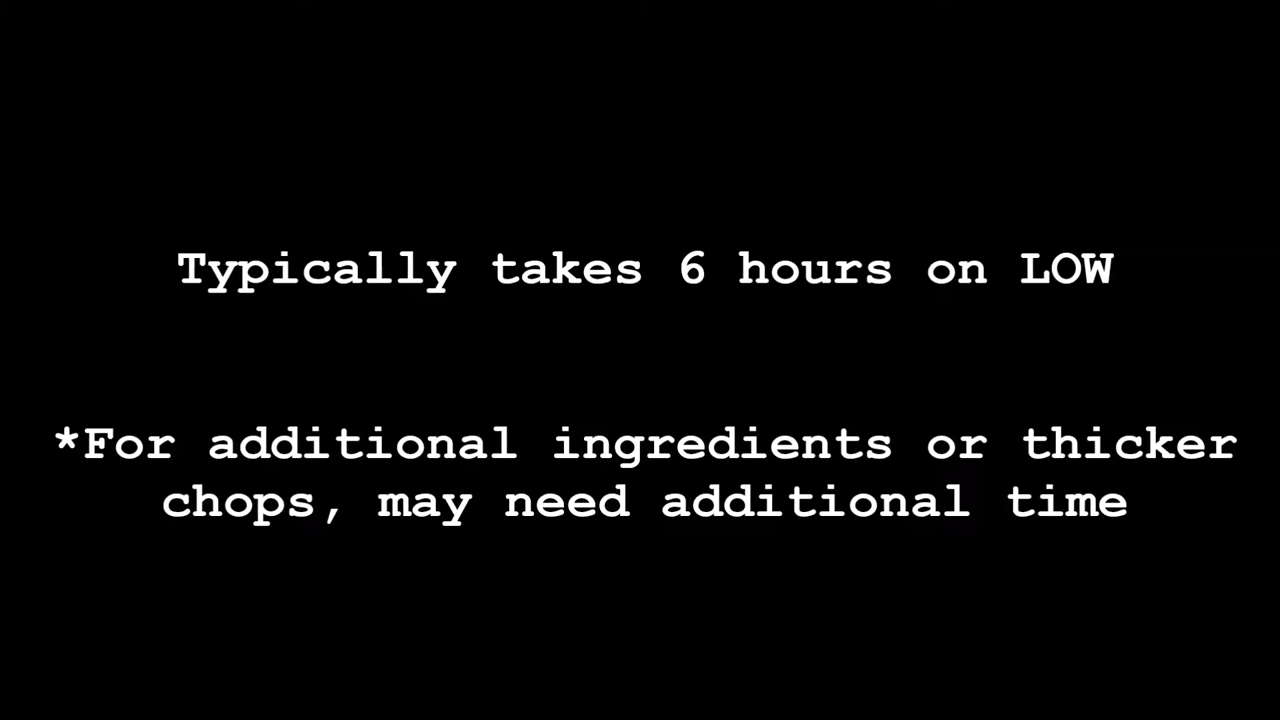 Typically takes 6 hours on LOW
*For additional ingredients or thicker
chops, may need additional time